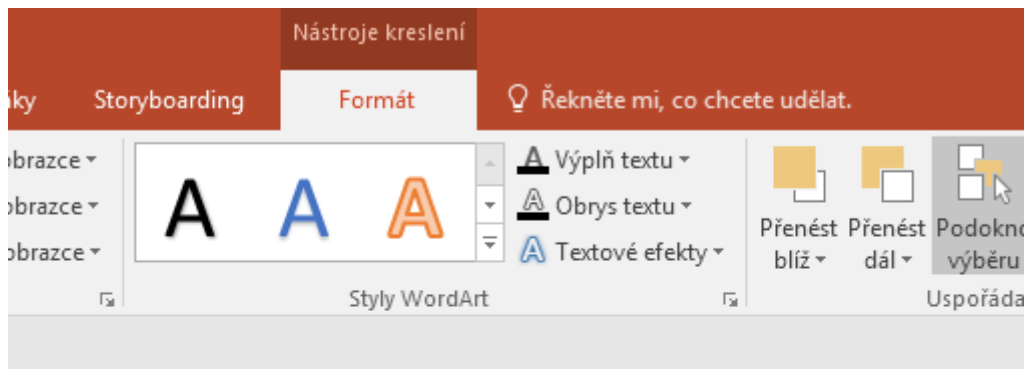 Nástroje kreslení
Storyboarding
Formát
Řekněte mi, co chcete udělat.
A A A
Výplň textu
Obrys textu
Textové efekty
Přenést blíž
Přenést dál
Podokno
výběru
Styly WordArt